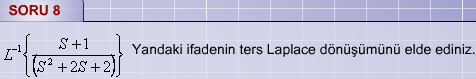 SORU 8
L⁻¹{(S+1)/(S²+2S+2)} Yandaki ifadenin ters Laplace dönüşümünü elde ediniz.